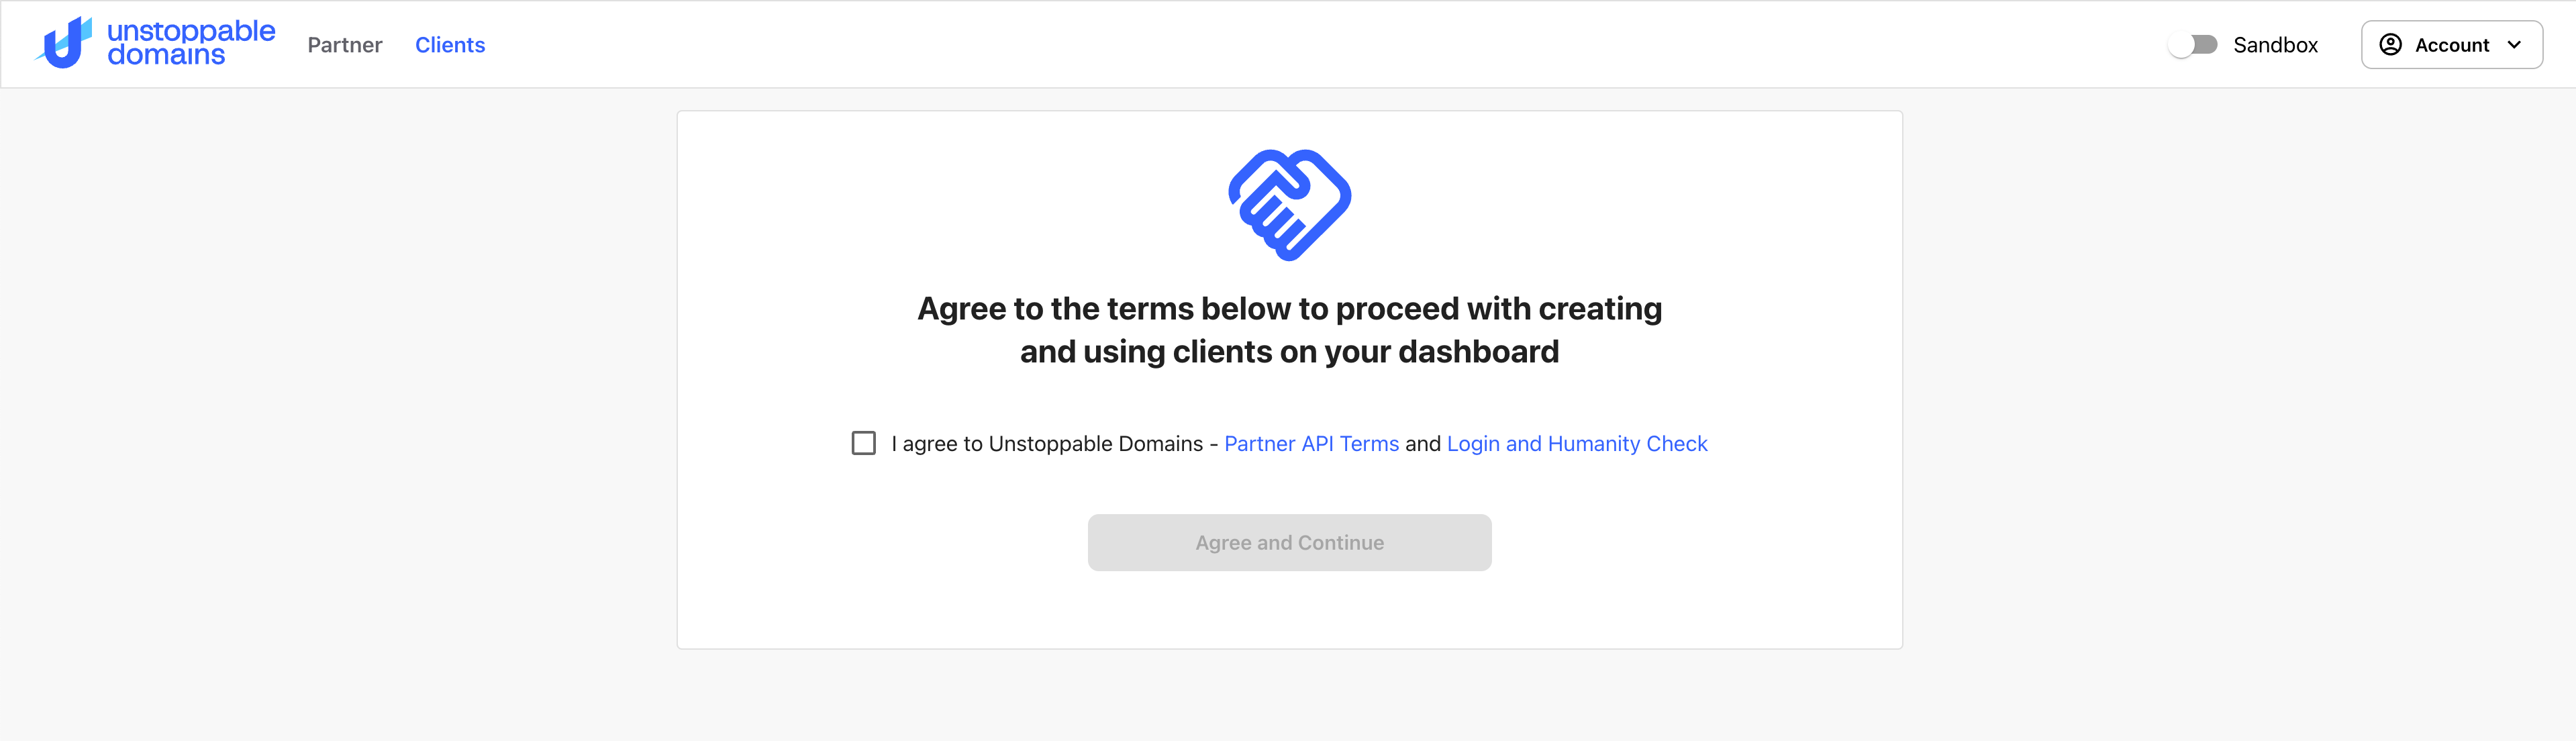 unstoppable
domains
Partner
Clients
Sandbox
Account
Agree to the terms below to proceed with creating
and using clients on your dashboard
I agree to Unstoppable Domains - Partner API Terms and Login and Humanity Check
Agree and Continue